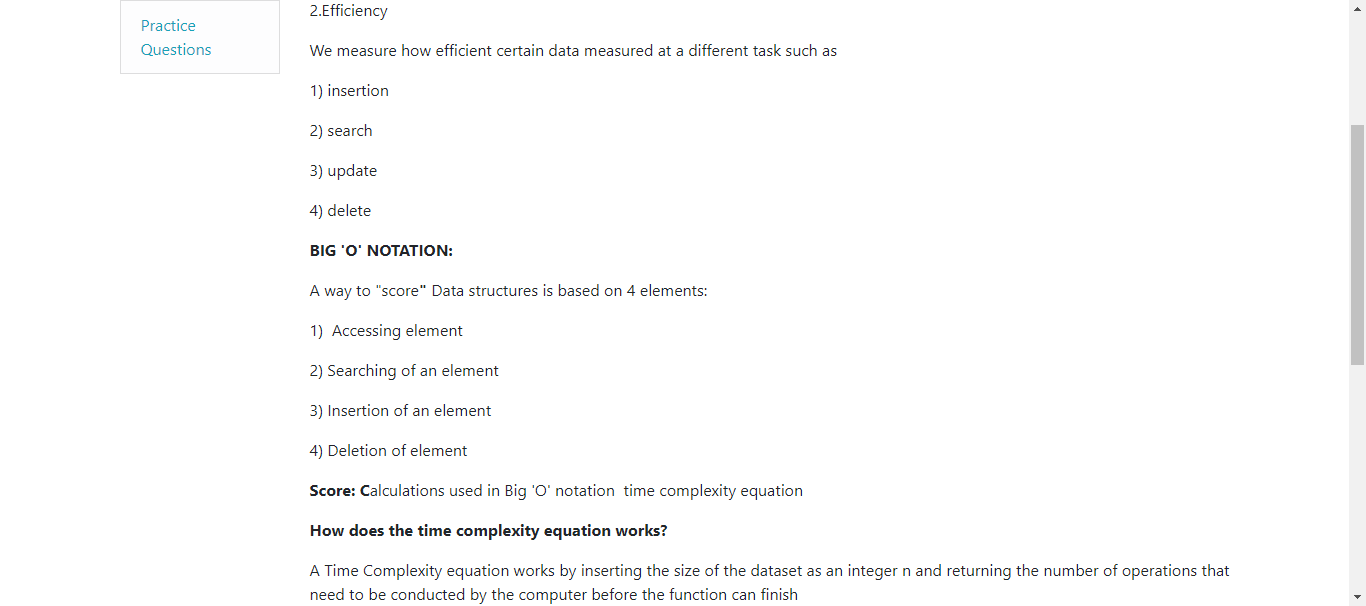 Practice
Questions
2.Efficiency
We measure how efficient certain data measured at a different task such as
1) insertion
2) search
3) update
4) delete
BIG 'O' NOTATION:
A way to "score" Data structures is based on 4 elements:
1)  Accessing element
2) Searching of an element
3) Insertion of an element
4) Deletion of element
Score: Calculations used in Big 'O' notation  time complexity equation
How does the time complexity equation works?
A Time Complexity equation works by inserting the size of the dataset as an integer n and returning the number of operations that
need to be conducted by the computer before the function can finish